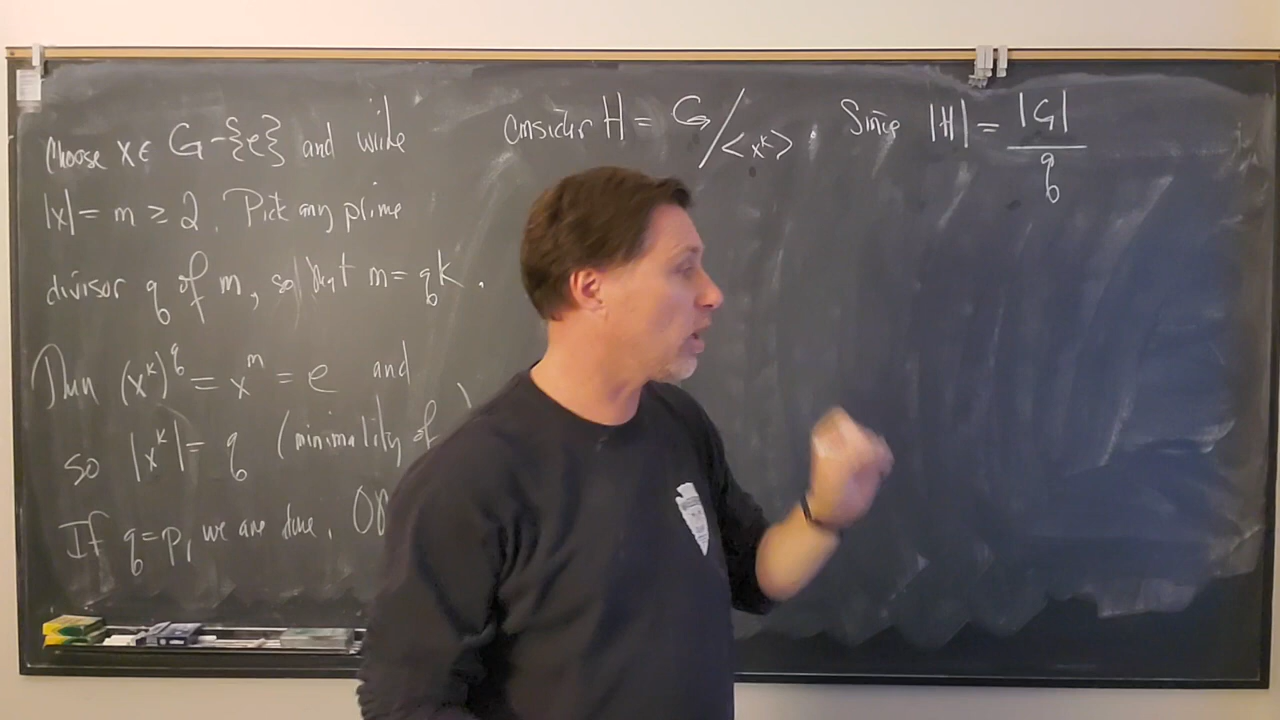 Choose x ∈ G-{e} and write
|x| = m ≥ 2. Pick any prime
divisor q of m, so that m = qk.
Then (x^k)^q = x^m = e and
so |x^k| = q (minimality of )
If q = p, we are done. OR
Consider H = G/<x^k>. Since |H| = |G|/q